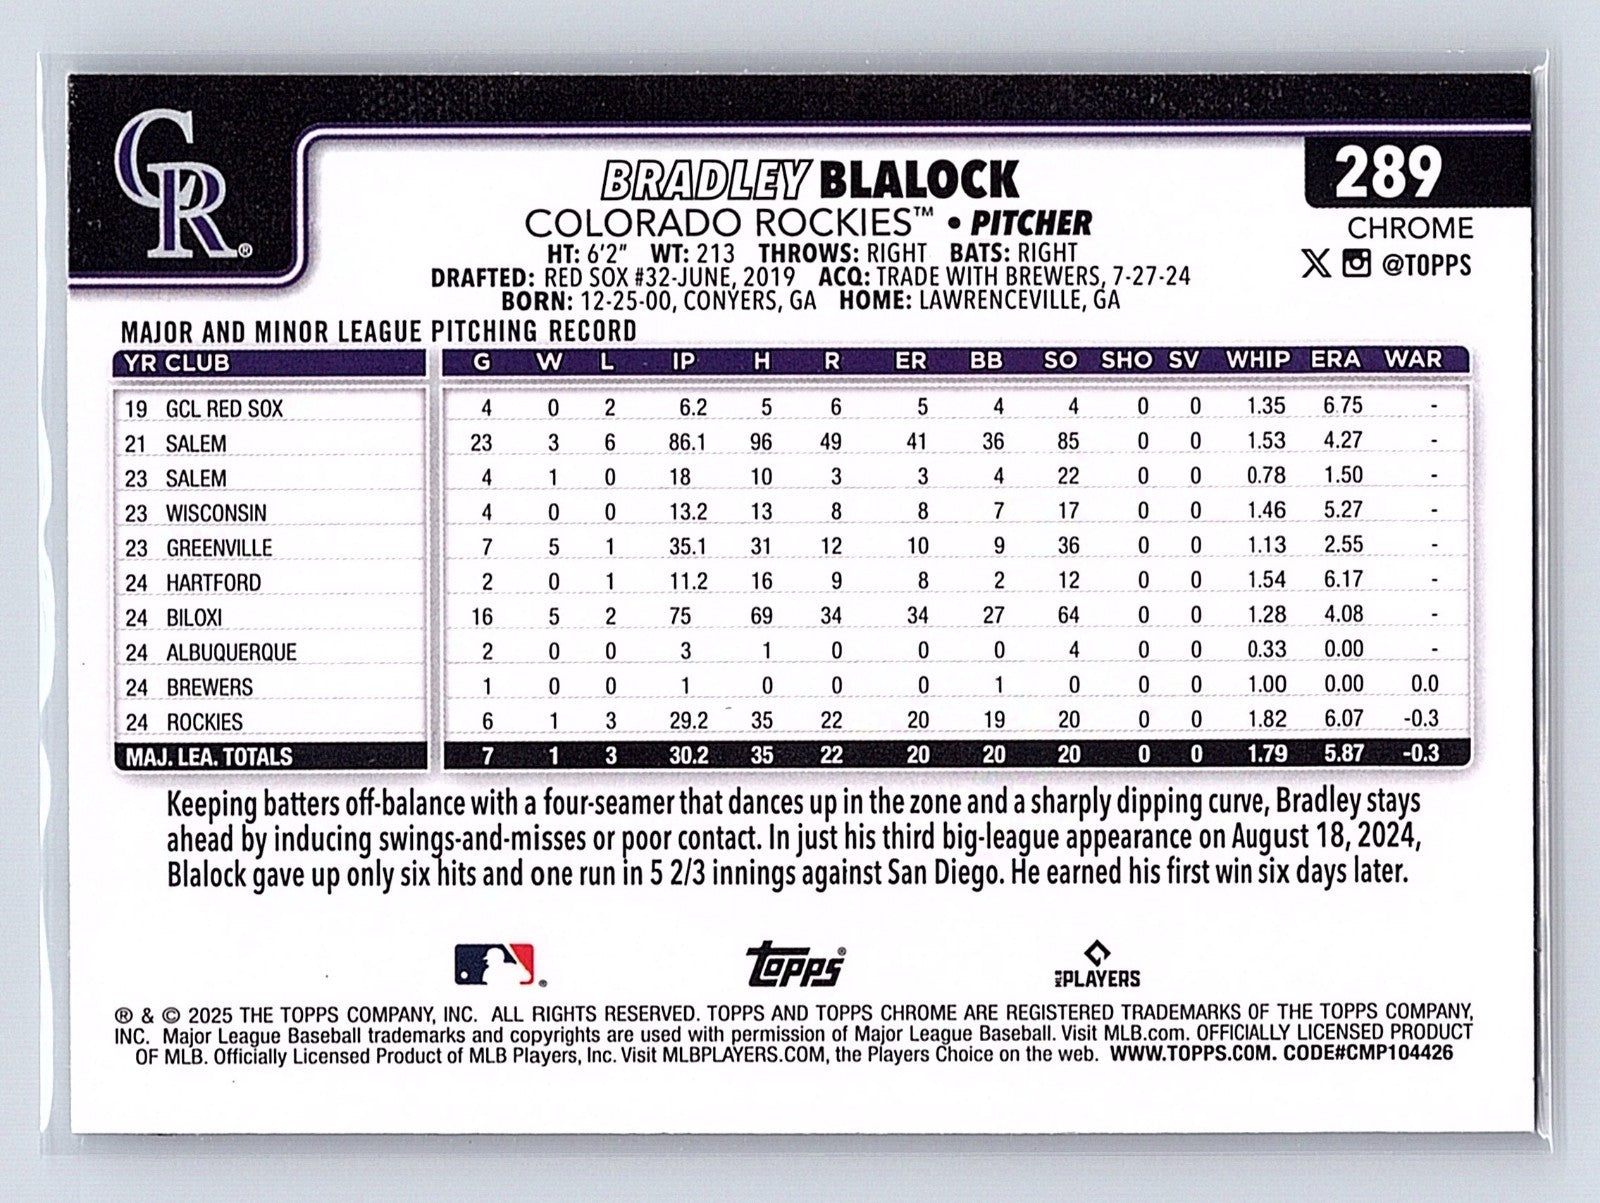 CR®
BRADLEY BLALOCK
289
COLORADO ROCKIES™ • PITCHER
CHROME
HT: 6'2" WT: 213 THROWS: RIGHT BATS: RIGHT
@TOPPS
DRAFTED: RED SOX #32-JUNE, 2019 ACQ: TRADE WITH BREWERS, 7-27-24
BORN: 12-25-00, CONYERS, GA HOME: LAWRENCEVILLE, GA
MAJOR AND MINOR LEAGUE PITCHING RECORD
YR CLUB G W L IP H R ER BB SO SHO SV WHIP ERA WAR
19 GCL RED SOX 4 0 2 6.2 5 6 5 4 4 0 0 1.35 6.75 -
21 SALEM 23 3 6 86.1 96 49 41 36 85 0 0 1.53 4.27 -
23 SALEM 4 1 0 18 10 3 3 4 22 0 0 0.78 1.50 -
23 WISCONSIN 4 0 0 13.2 13 8 8 7 17 0 0 1.46 5.27 -
23 GREENVILLE 7 5 1 35.1 31 12 10 9 36 0 0 1.13 2.55 -
24 HARTFORD 2 0 1 11.2 16 9 8 2 12 0 0 1.54 6.17 -
24 BILOXI 16 5 2 75 69 34 34 27 64 0 0 1.28 4.08 -
24 ALBUQUERQUE 2 0 0 3 1 0 0 0 4 0 0 0.33 0.00 -
24 BREWERS 1 0 0 1 0 0 0 1 0 0 0 1.00 0.00 0.0
24 ROCKIES 6 1 3 29.2 35 22 20 19 20 0 0 1.82 6.07 -0.3
MAJ. LEA. TOTALS 7 1 3 30.2 35 22 20 20 20 0 0 1.79 5.87 -0.3
Keeping batters off-balance with a four-seamer that dances up in the zone and a sharply dipping curve, Bradley stays
ahead by inducing swings-and-misses or poor contact. In just his third big-league appearance on August 18, 2024,
Blalock gave up only six hits and one run in 5 2/3 innings against San Diego. He earned his first win six days later.
topps®
MLB PLAYERS
® & © 2025 THE TOPPS COMPANY, INC. ALL RIGHTS RESERVED. TOPPS AND TOPPS CHROME ARE REGISTERED TRADEMARKS OF THE TOPPS COMPANY,
INC. Major League Baseball trademarks and copyrights are used with permission of Major League Baseball. Visit MLB.com. OFFICIALLY LICENSED PRODUCT
OF MLB. Officially Licensed Product of MLB Players, Inc. Visit MLBPLAYERS.COM, the Players Choice on the web. WWW.TOPPS.COM. CODE#CMP104426